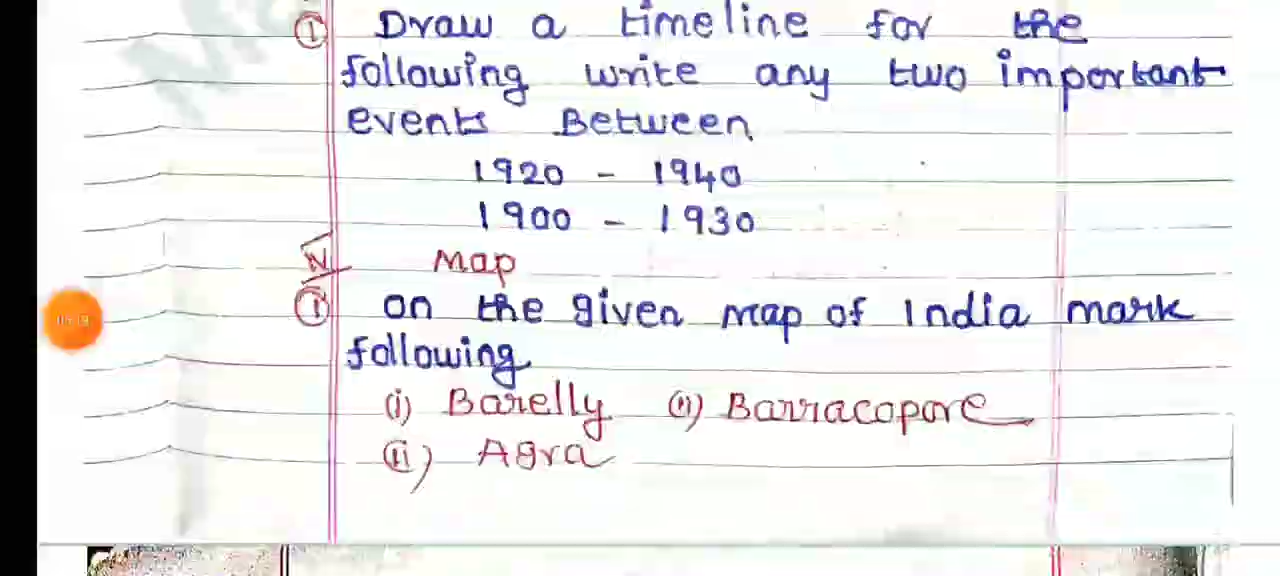 ① Draw a timeline for the
following write any two important
events Between
1920 - 1940
1900 - 1930
IV Map
① on the given map of India mark
following
(i) Barelly (ii) Barracopore
(iii) Agra